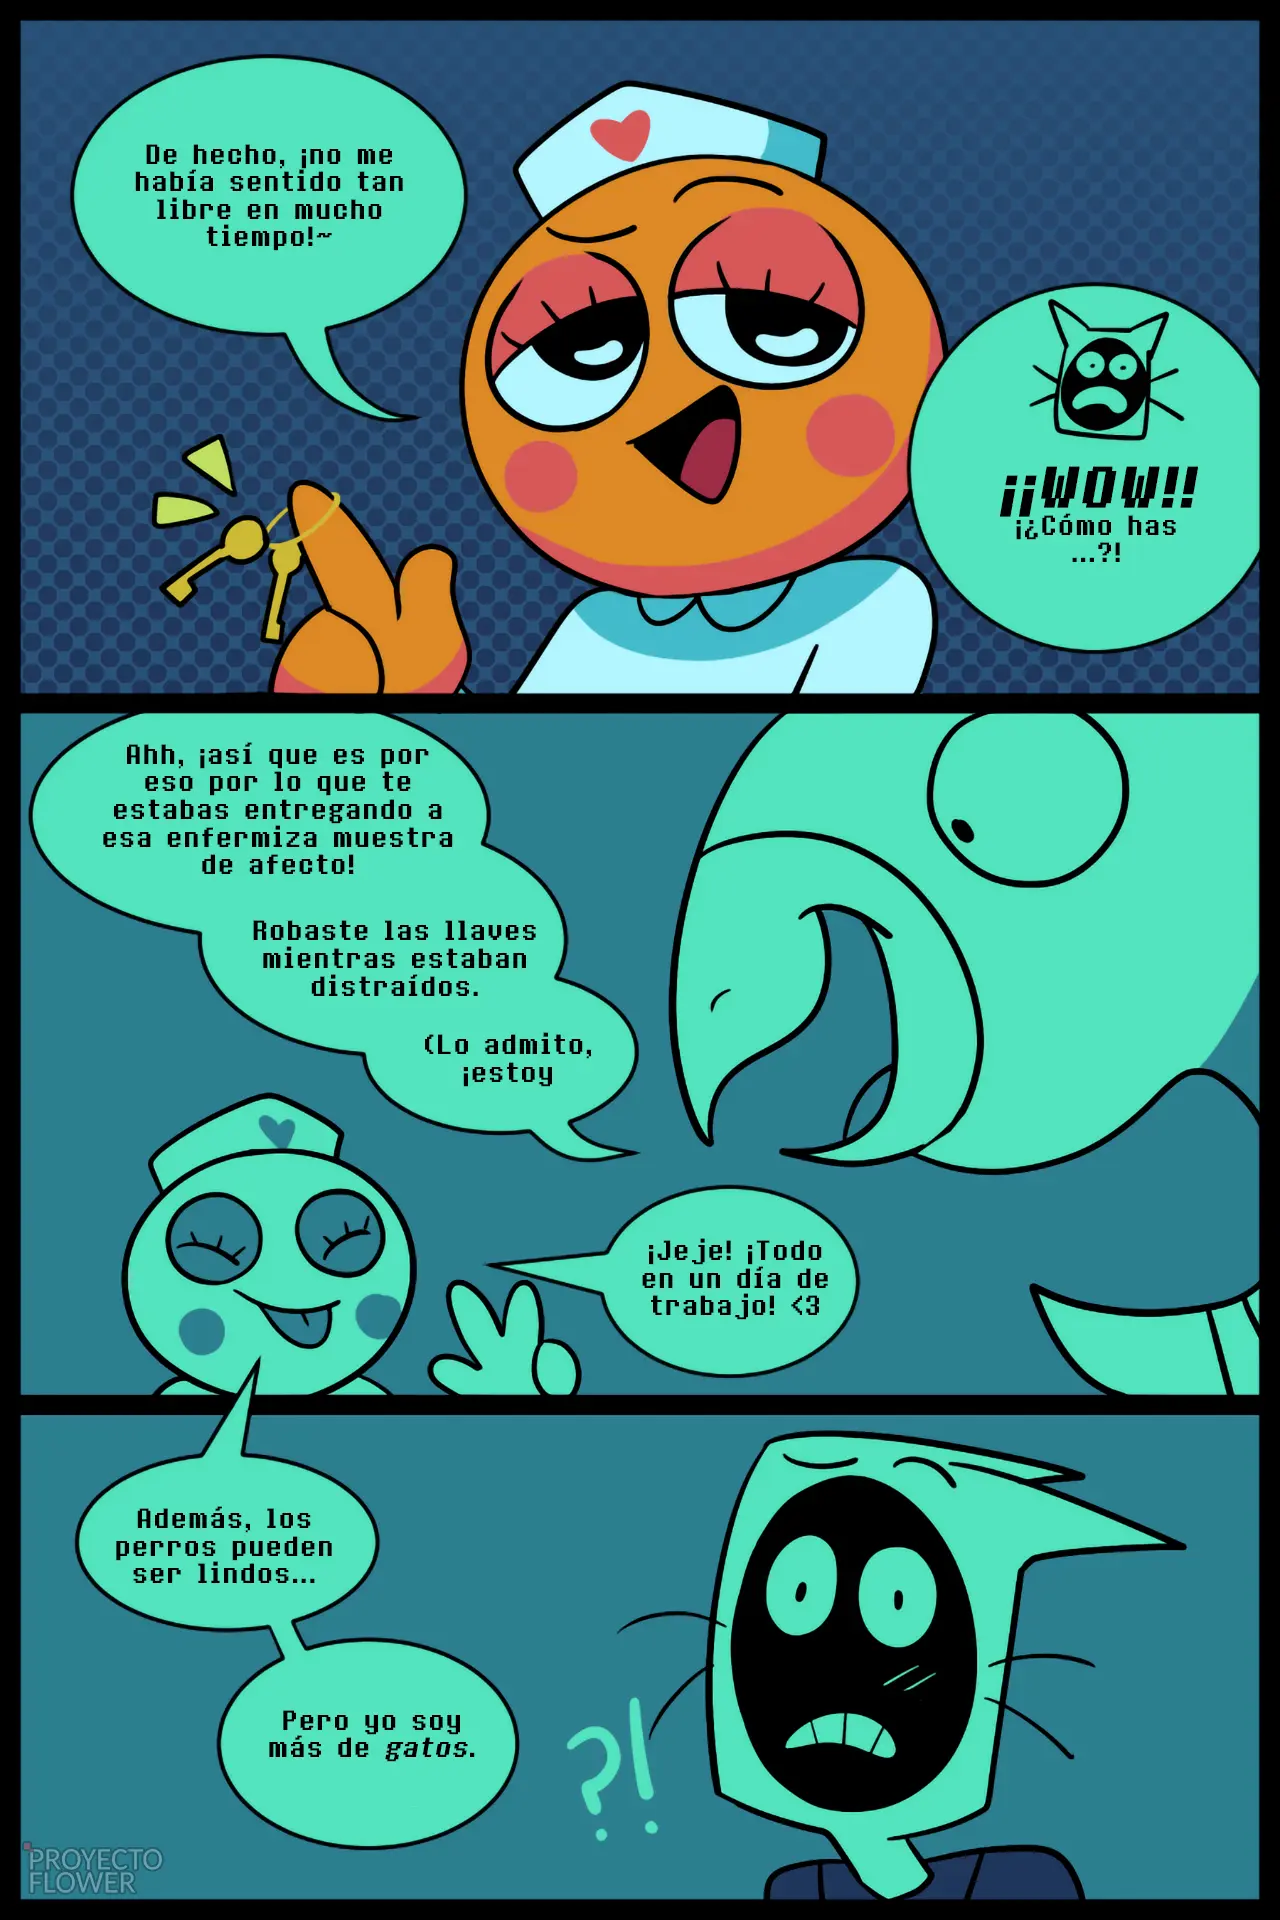 De hecho, ¡no me
había sentido tan
libre en mucho
tiempo!~
¡¡WOW!!
¡¿Cómo has
...?!
Ahh, ¡así que es por
eso por lo que te
estabas entregando a
esa enfermiza muestra
de afecto!
Robaste las llaves
mientras estaban
distraídos.
(Lo admito,
¡estoy
¡Jeje! ¡Todo
en un día de
trabajo! <3
Además, los
perros pueden
ser lindos...
Pero yo soy
más de gatos.
?!
PROYECTO
FLOWER